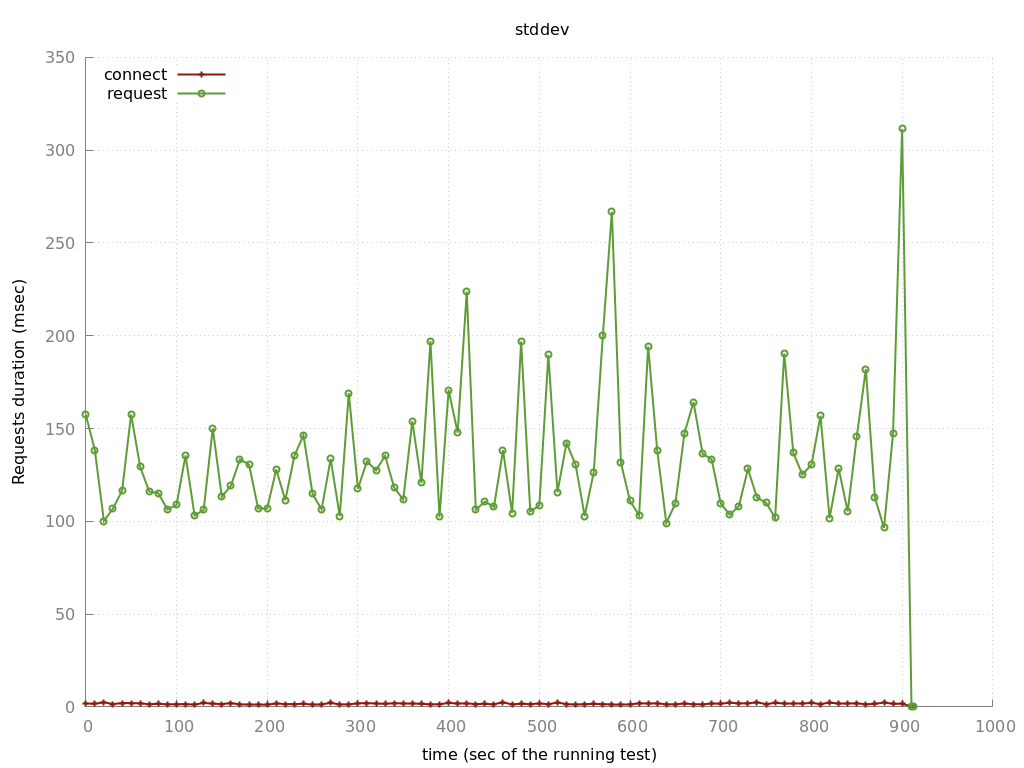 stddev
350
connect
request
300
250
200
150
100
50
0
0 100 200 300 400 500 600 700 800 900 1000
Requests duration (msec)
time (sec of the running test)